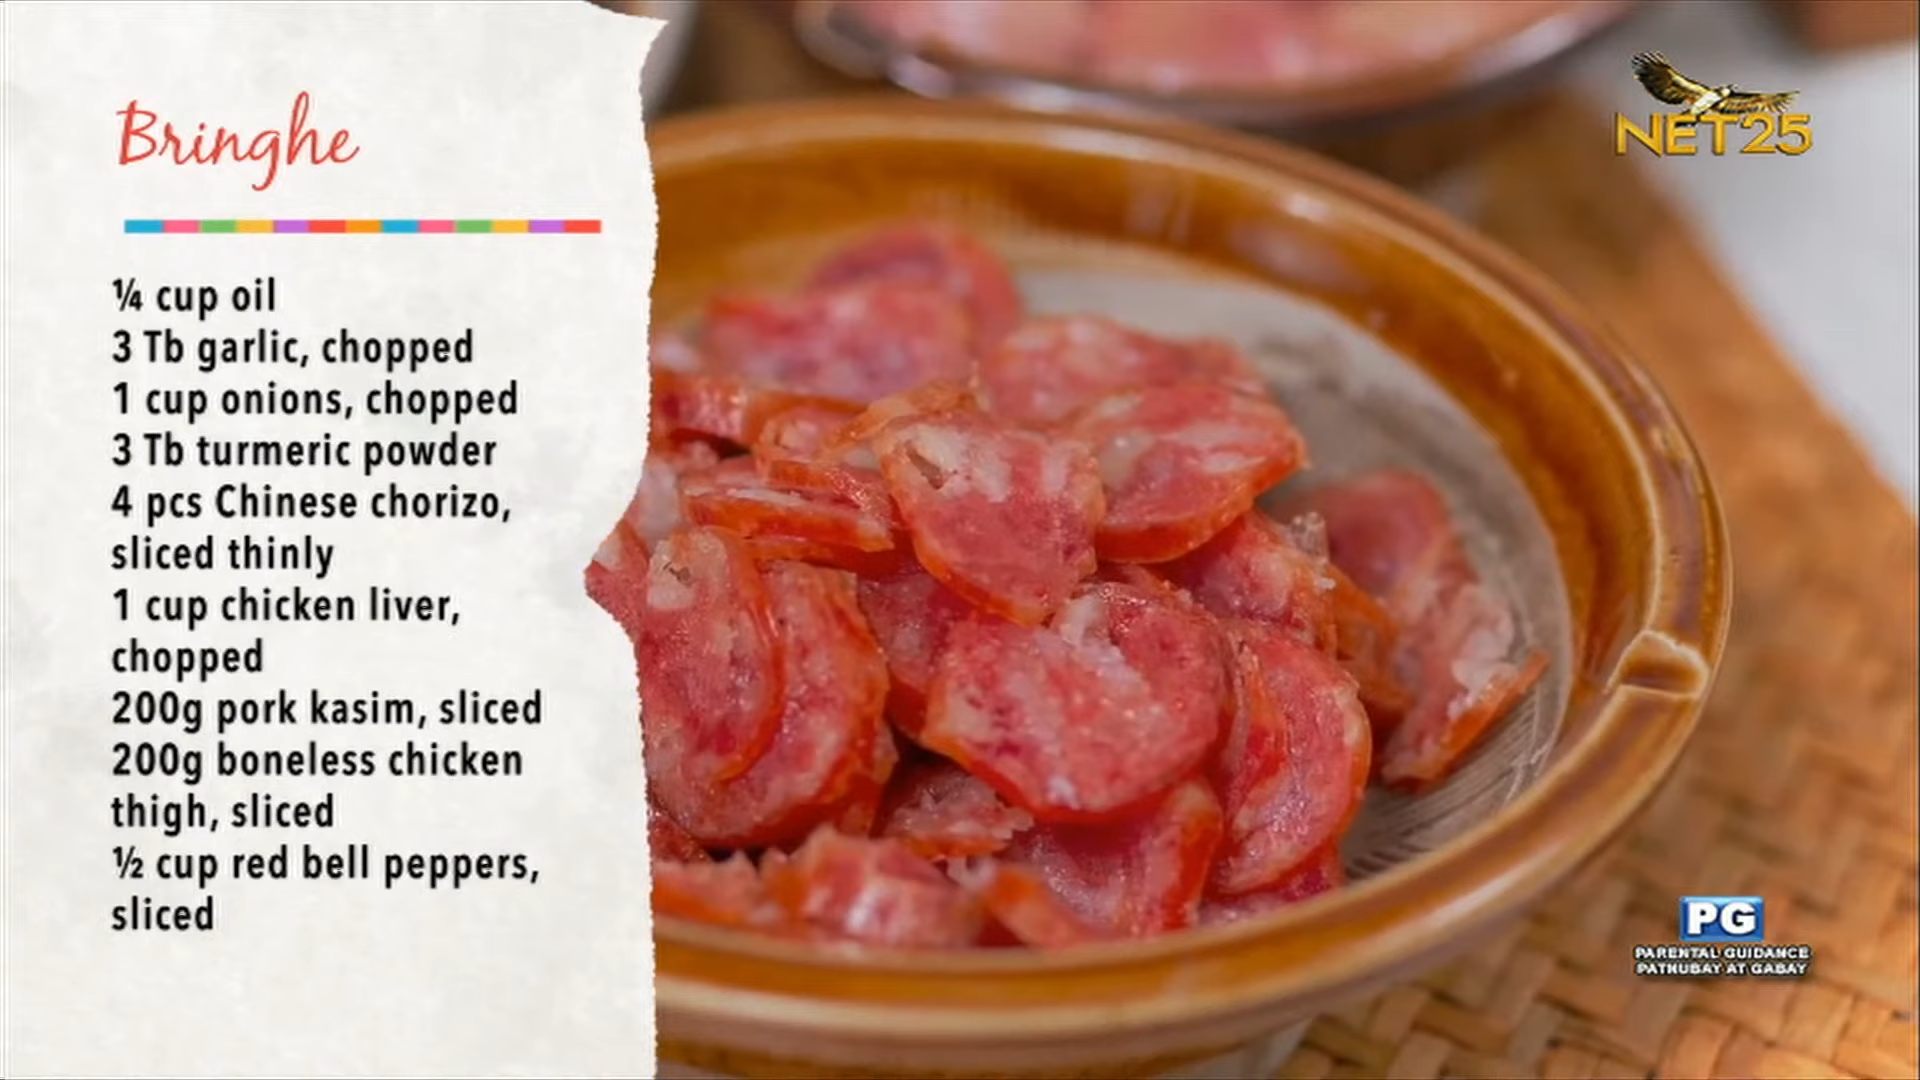 Bringhe
¼ cup oil
3 Tb garlic, chopped
1 cup onions, chopped
3 Tb turmeric powder
4 pcs Chinese chorizo,
sliced thinly
1 cup chicken liver,
chopped
200g pork kasim, sliced
200g boneless chicken
thigh, sliced
½ cup red bell peppers,
sliced
NET25
PG
PARENTAL GUIDANCE
PATNUBAY AT GABAY